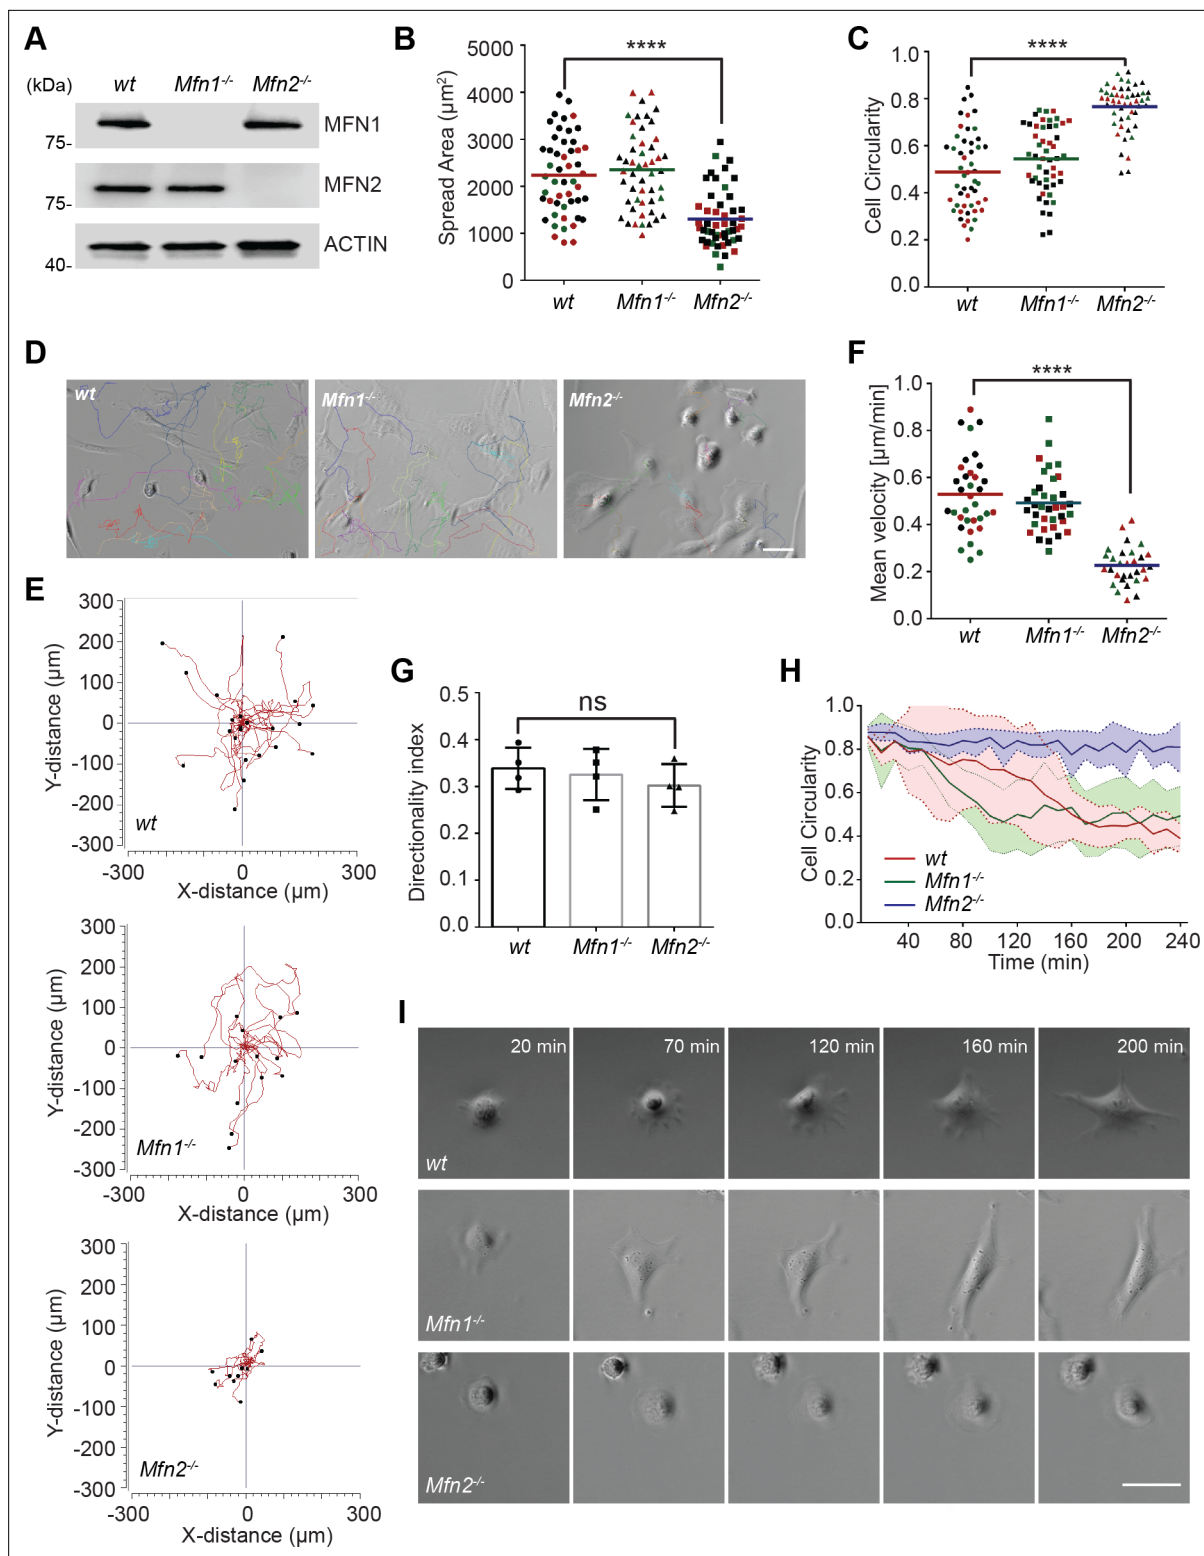 A
(kDa) wt Mfn1-/- Mfn2-/-
75- MFN1
75- MFN2
40- ACTIN
B
Spread Area (µm2)
5000
4000
3000
2000
1000
0
****
wt Mfn1-/- Mfn2-/-
C
Cell Circularity
1.0
0.8
0.6
0.4
0.2
0.0
****
wt Mfn1-/- Mfn2-/-
D
wt
Mfn1-/-
Mfn2-/-
E
Y-distance (µm)
300
200
100
0
-100
-200
-300
wt
-300 0 300
X-distance (µm)
Y-distance (µm)
300
200
100
0
-100
-200
-300
Mfn1-/-
-300 0 300
X-distance (µm)
Y-distance (µm)
300
200
100
0
-100
-200
-300
Mfn2-/-
-300 0 300
X-distance (µm)
F
Mean velocity [µm/min]
1.0
0.8
0.6
0.4
0.2
0.0
****
wt Mfn1-/- Mfn2-/-
G
Directionality index
0.5
0.4
0.3
0.2
0.1
0.0
ns
wt Mfn1-/- Mfn2-/-
H
Cell Circularity
1.0
0.8
0.6
0.4
0.2
0.0
wt
Mfn1-/-
Mfn2-/-
40 80 120 160 200 240
Time (min)
I
20 min 70 min 120 min 160 min 200 min
wt
Mfn1-/-
Mfn2-/-